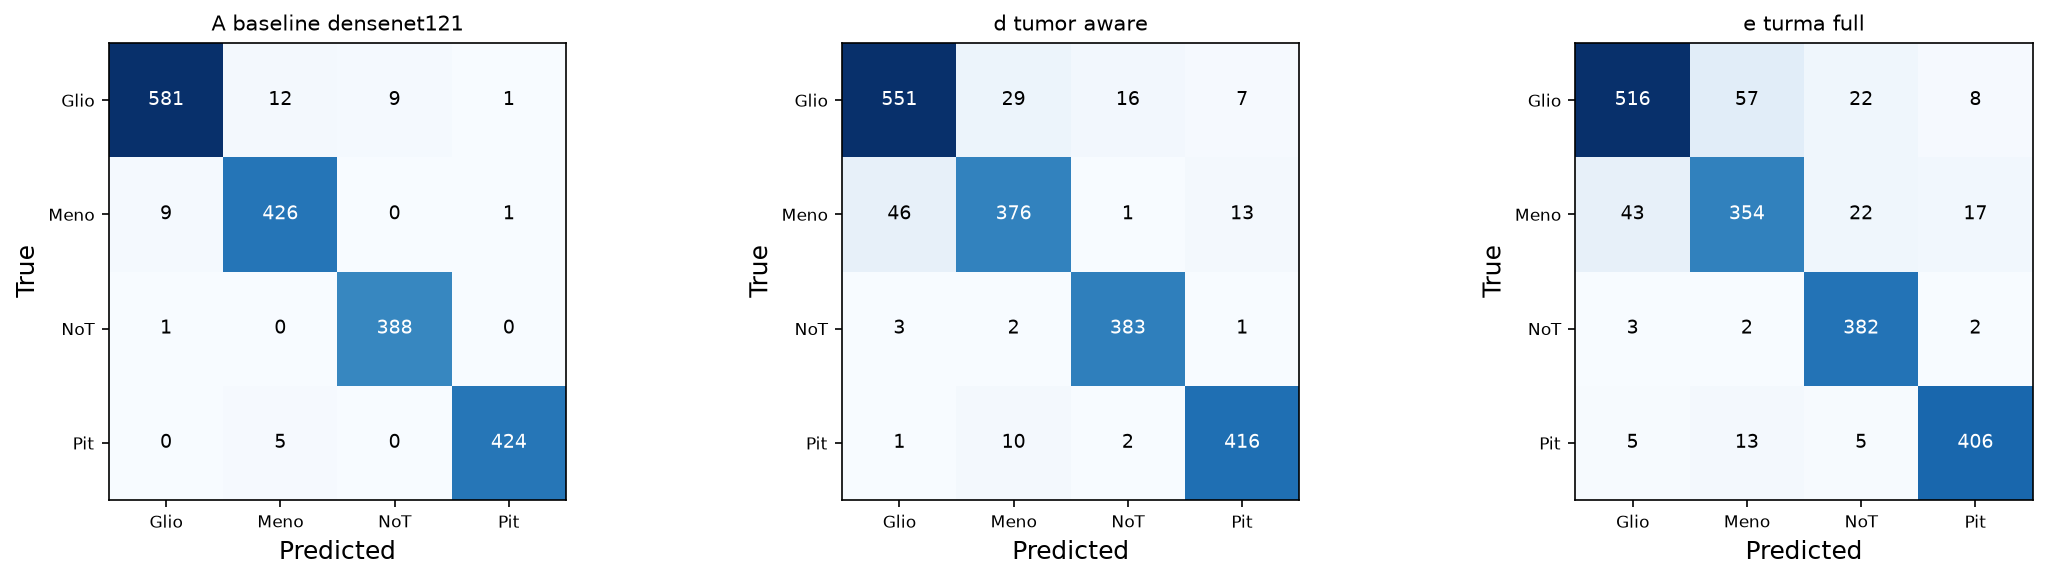 A baseline densenet121
Glio 581 12 9 1
Meno 9 426 0 1
NoT 1 0 388 0
Pit 0 5 0 424
Glio Meno NoT Pit
Predicted
True
d tumor aware
Glio 551 29 16 7
Meno 46 376 1 13
NoT 3 2 383 1
Pit 1 10 2 416
Glio Meno NoT Pit
Predicted
True
e turma full
Glio 516 57 22 8
Meno 43 354 22 17
NoT 3 2 382 2
Pit 5 13 5 406
Glio Meno NoT Pit
Predicted
True